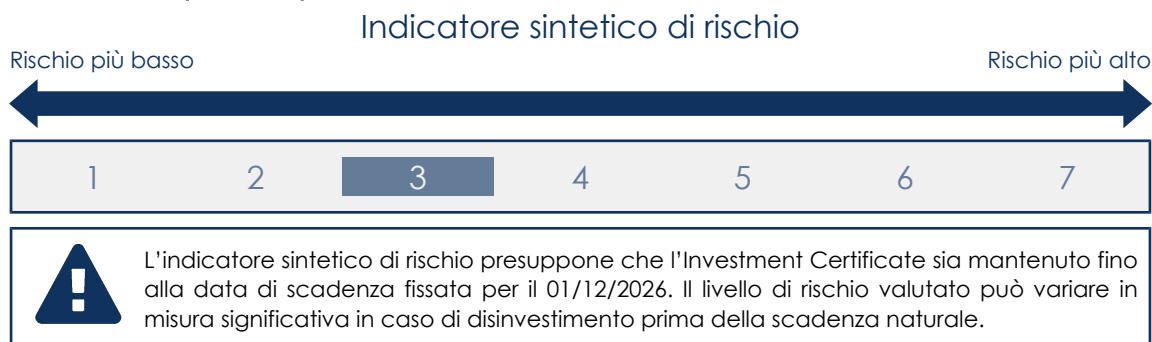 Indicatore sintetico di rischio
Rischio più basso
Rischio più alto
1 2 3 4 5 6 7
L'indicatore sintetico di rischio presuppone che l'Investment Certificate sia mantenuto fino
alla data di scadenza fissata per il 01/12/2026. Il livello di rischio valutato può variare in
misura significativa in caso di disinvestimento prima della scadenza naturale.